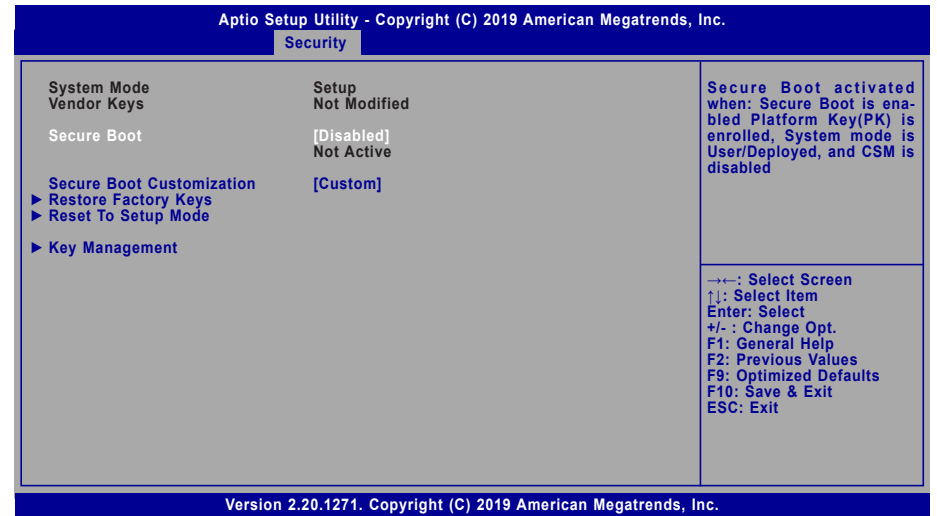 Aptio Setup Utility - Copyright (C) 2019 American Megatrends, Inc.
Security
System Mode Setup
Vendor Keys Not Modified
Secure Boot [Disabled]
Not Active
Secure Boot Customization [Custom]
▶ Restore Factory Keys
▶ Reset To Setup Mode
▶ Key Management
Secure Boot activated
when: Secure Boot is ena-
bled Platform Key(PK) is
enrolled, System mode is
User/Deployed, and CSM is
disabled
→←: Select Screen
↑↓: Select Item
Enter: Select
+/- : Change Opt.
F1: General Help
F2: Previous Values
F9: Optimized Defaults
F10: Save & Exit
ESC: Exit
Version 2.20.1271. Copyright (C) 2019 American Megatrends, Inc.